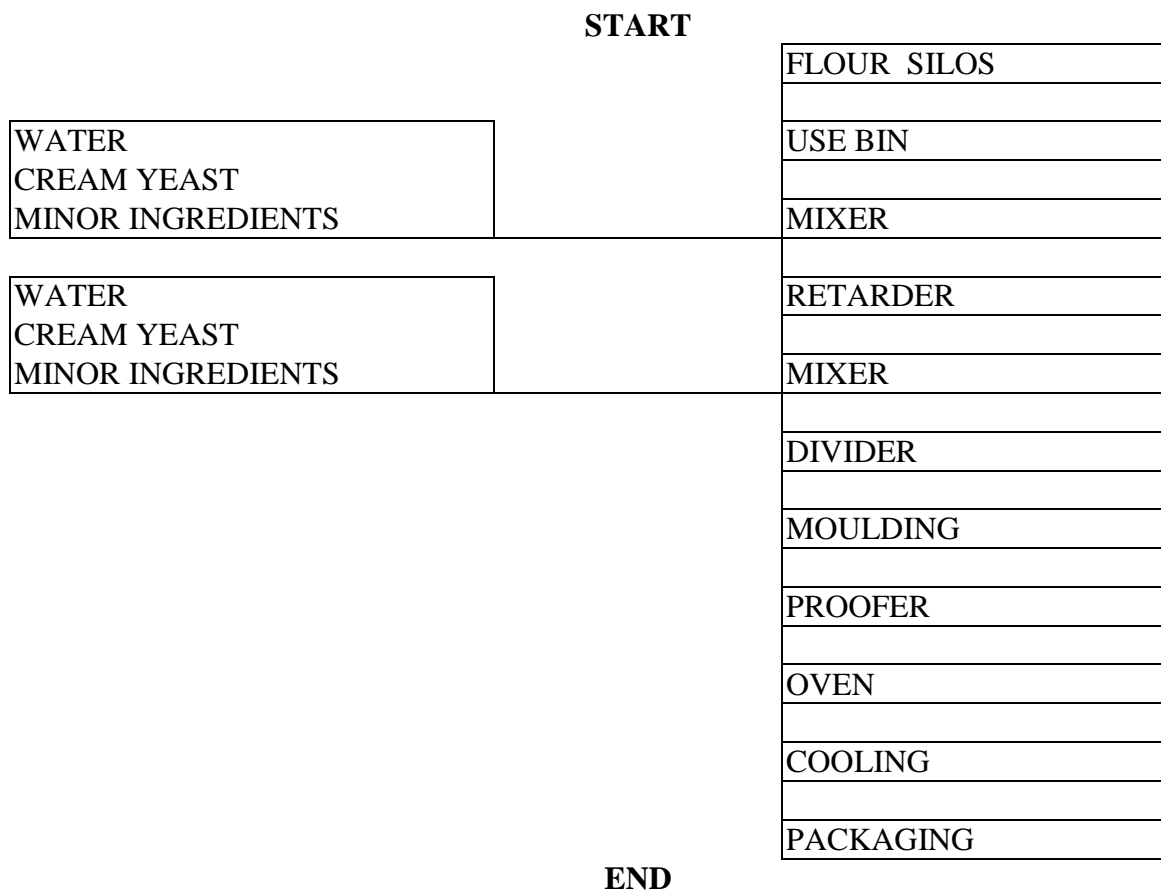 START
FLOUR SILOS
WATER
USE BIN
CREAM YEAST
MINOR INGREDIENTS
MIXER
WATER
RETARDER
CREAM YEAST
MINOR INGREDIENTS
MIXER
DIVIDER
MOULDING
PROOFER
OVEN
COOLING
PACKAGING
END